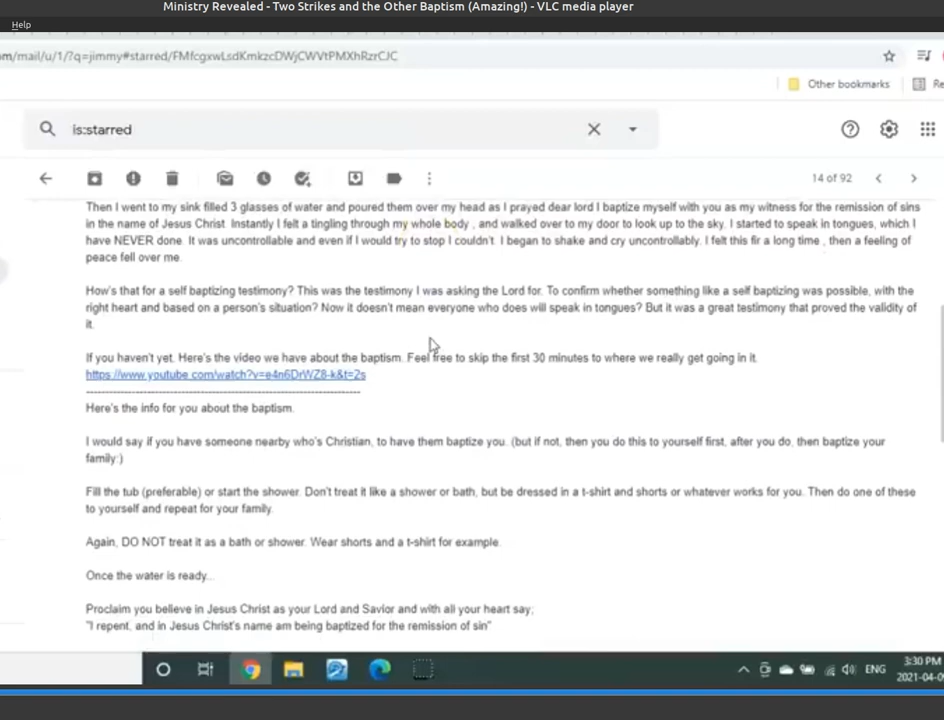 Ministry Revealed - Two Strikes and the Other Baptism (Amazing!) - VLC media player
Help
om/mail/u/1/?q=jimmy#starred/FMfcgxwLsdKmkzcDWjCWVtPMXhRzrCJC
Other bookmarks
Re
is:starred
14 of 92
Then I went to my sink filled 3 glasses of water and poured them over my head as I prayed dear lord I baptize myself with you as my witness for the remission of sins
in the name of Jesus Christ. Instantly I felt a tingling through my whole body , and walked over to my door to look up to the sky. I started to speak in tongues, which I
have NEVER done. It was uncontrollable and even if I would try to stop I couldn't. I began to shake and cry uncontrollably. I felt this fir a long time , then a feeling of
peace fell over me.
How's that for a self baptizing testimony? This was the testimony I was asking the Lord for. To confirm whether something like a self baptizing was possible, with the
right heart and based on a person's situation? Now it doesn't mean everyone who does will speak in tongues? But it was a great testimony that proved the validity of
it.
If you haven't yet. Here's the video we have about the baptism. Feel free to skip the first 30 minutes to where we really get going in it.
https://www.youtube.com/watch?v=e4n6DrWZ8-k&t=2s
------------------------------------------------------------------
Here's the info for you about the baptism.
I would say if you have someone nearby who's Christian, to have them baptize you. (but if not, then you do this to yourself first, after you do, then baptize your
family:)
Fill the tub (preferable) or start the shower. Don't treat it like a shower or bath, but be dressed in a t-shirt and shorts or whatever works for you. Then do one of these
to yourself and repeat for your family.
Again, DO NOT treat it as a bath or shower. Wear shorts and a t-shirt for example.
Once the water is ready...
Proclaim you believe in Jesus Christ as your Lord and Savior and with all your heart say;
"I repent, and in Jesus Christ's name am being baptized for the remission of sin"
ENG
3:30 PM
2021-04-0